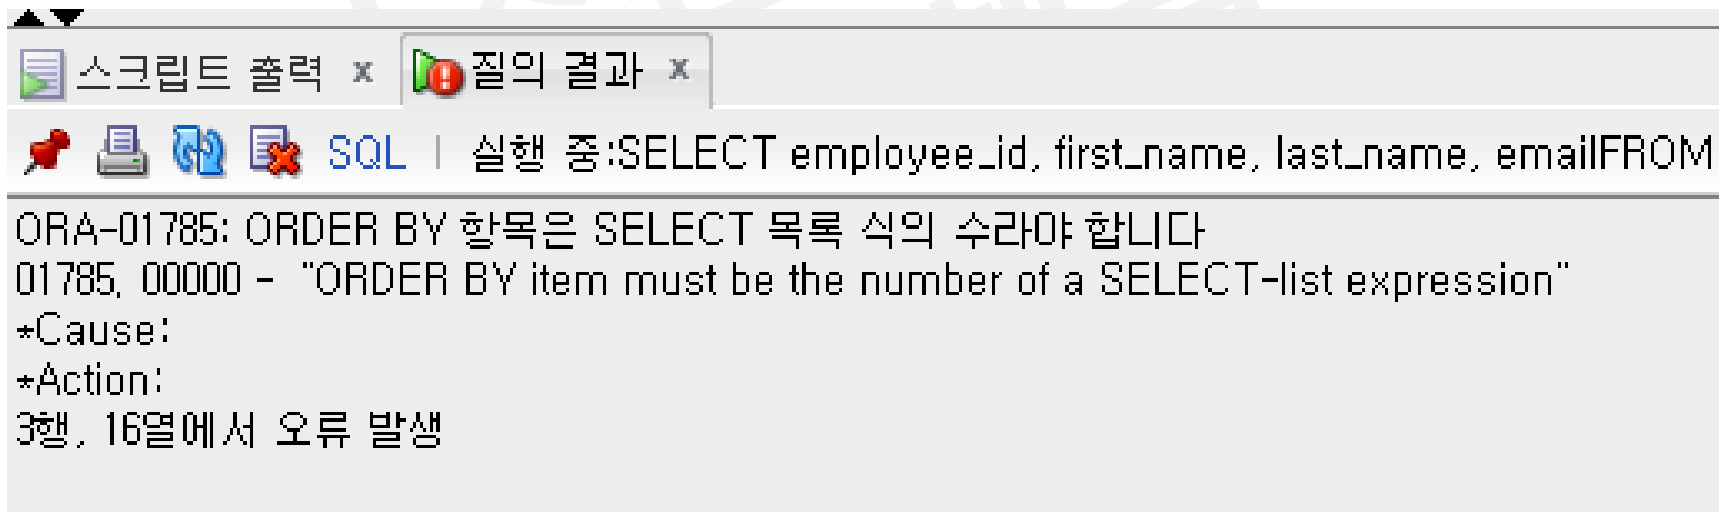 스크립트 출력 x 질의 결과 x
SQL | 실행 중:SELECT employee_id, first_name, last_name, emailFROM
ORA-01785: ORDER BY 항목은 SELECT 목록 식의 수라야 합니다
01785, 00000 - "ORDER BY item must be the number of a SELECT-list expression"
*Cause:
*Action:
3행, 16열에서 오류 발생